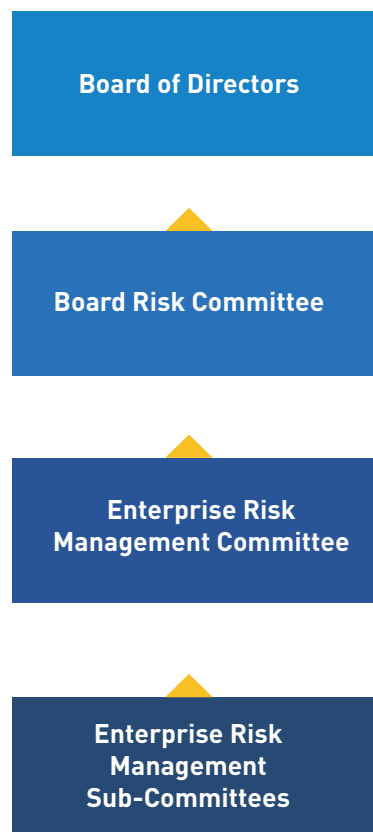 Board of Directors
Board Risk Committee
Enterprise Risk
Management Committee
Enterprise Risk
Management
Sub-Committees